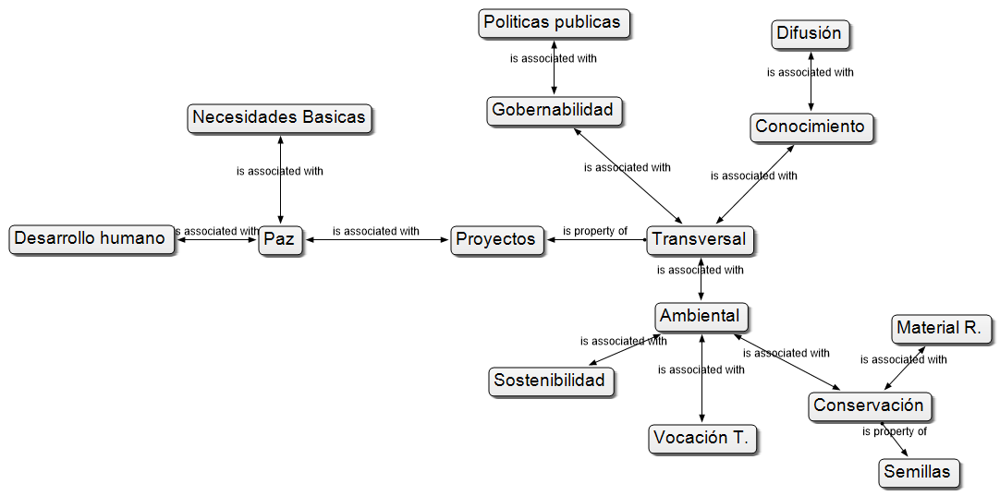 Politicas publicas
Difusión
is associated with
is associated with
Gobernabilidad
Conocimiento
Necesidades Basicas
is associated with
is associated with
is associated with
Desarrollo humano
is associated with
Paz
is associated with
Proyectos
is property of
Transversal
is associated with
Ambiental
Material R.
is associated with
is associated with
is associated with
is associated with
Sostenibilidad
Conservación
is property of
Vocación T.
Semillas